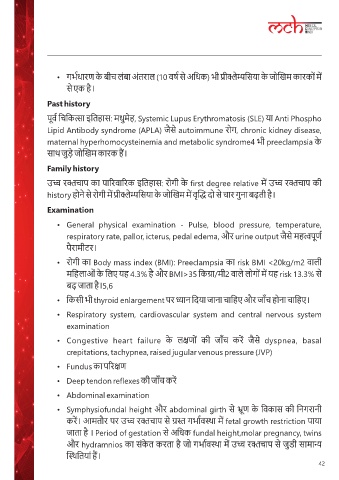 mch
• गर्भधारण के बीच लंबा अंतराल (10 वर्ष से अधिक) भी प्रीक्लेम्पसिया के जोखिम कारकों में
से एक है।
Past history
पूर्व चिकित्सा इतिहास: मधुमेह, Systemic Lupus Erythromatosis (SLE) या Anti Phospho
Lipid Antibody syndrome (APLA) जैसे autoimmune रोग, chronic kidney disease,
maternal hyperhomocysteinemia and metabolic syndrome4 भी preeclampsia के
साथ जुड़े जोखिम कारक हैं।
Family history
उच्च रक्तचाप का पारिवारिक इतिहास: रोगी के first degree relative में उच्च रक्तचाप की
history होने से रोगी में प्रीक्लेम्पसिया के जोखिम में वृद्धि दो से चार गुना बढ़ती है।
Examination
• General physical examination - Pulse, blood pressure, temperature,
respiratory rate, pallor, icterus, pedal edema, और urine output जैसे महत्वपूर्ण
पैरामीटर।
• रोगी का Body mass index (BMI): Preeclampsia का risk BMI <20kg/m2 वाली
महिलाओं के लिए यह 4.3% है और BMI>35 किग्रा/मी2 वाले लोगों में यह risk 13.3% से
बढ़ जाता है।5,6
• किसी भी thyroid enlargement पर ध्यान दिया जाना चाहिए और जाँच होना चाहिए।
• Respiratory system, cardiovascular system and central nervous system
examination
• Congestive heart failure के लक्षणों की जाँच करें जैसे dyspnea, basal
crepitations, tachypnea, raised jugular venous pressure (JVP)
• Fundus का परिक्षण
• Deep tendon reflexes की जाँच करें
• Abdominal examination
• Symphysiofundal height और abdominal girth से भ्रूण के विकास की निगरानी
करें। आमतौर पर उच्च रक्तचाप से ग्रस्त गर्भावस्था में fetal growth restriction पाया
जाता है । Period of gestation से अधिक fundal height,molar pregnancy, twins
और hydramnios का संकेत करता है जो गर्भावस्था में उच्च रक्तचाप से जुड़ी सामान्य
स्थितियां हैं।
42